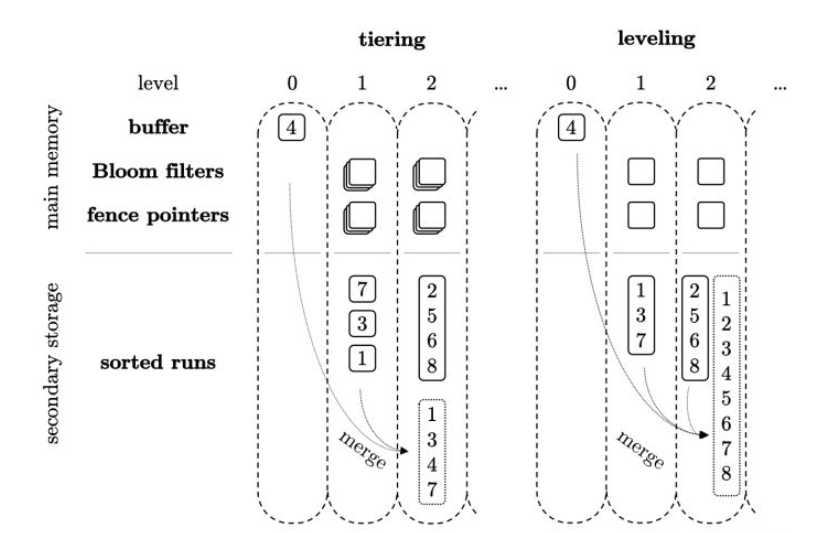 tiering leveling
level 0 1 2 ... 0 1 2 ...
main memory
buffer 4 4
Bloom filters
fence pointers
secondary storage
sorted runs
7
3
1
2
5
6
8
merge
1
3
4
7
1
3
7
2
5
6
8
merge
1
2
3
4
5
6
7
8